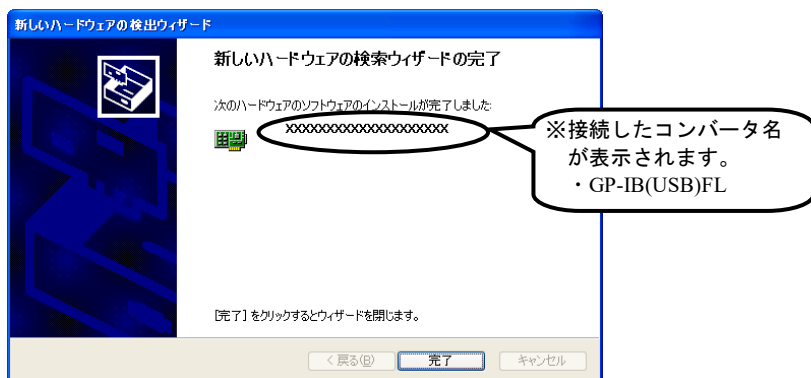 新しいハードウェアの検出ウィザード
新しいハードウェアの検索ウィザードの完了
次のハードウェアのソフトウェアのインストールが完了しました:
XXXXXXXXXXXXXXXXXXXX
※接続したコンバータ名
が表示されます。
・GP-IB(USB)FL
[完了] をクリックするとウィザードを閉じます。
< 戻る(B)
完了
キャンセル